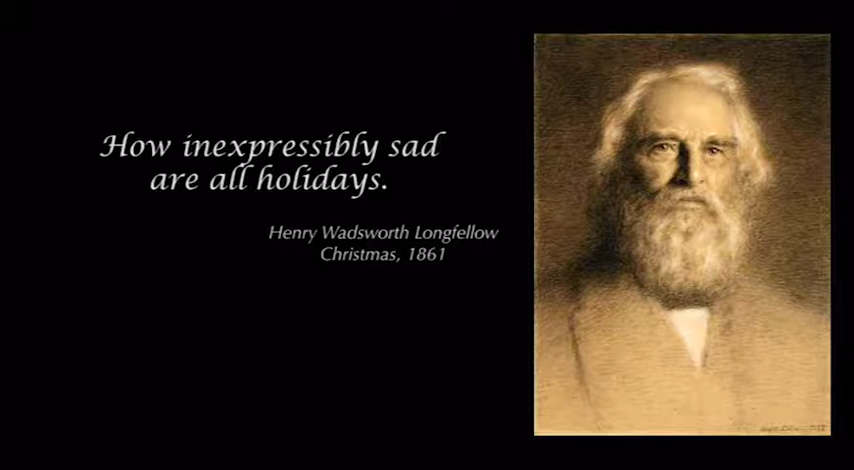 How inexpressibly sad
are all holidays.
Henry Wadsworth Longfellow
Christmas, 1861